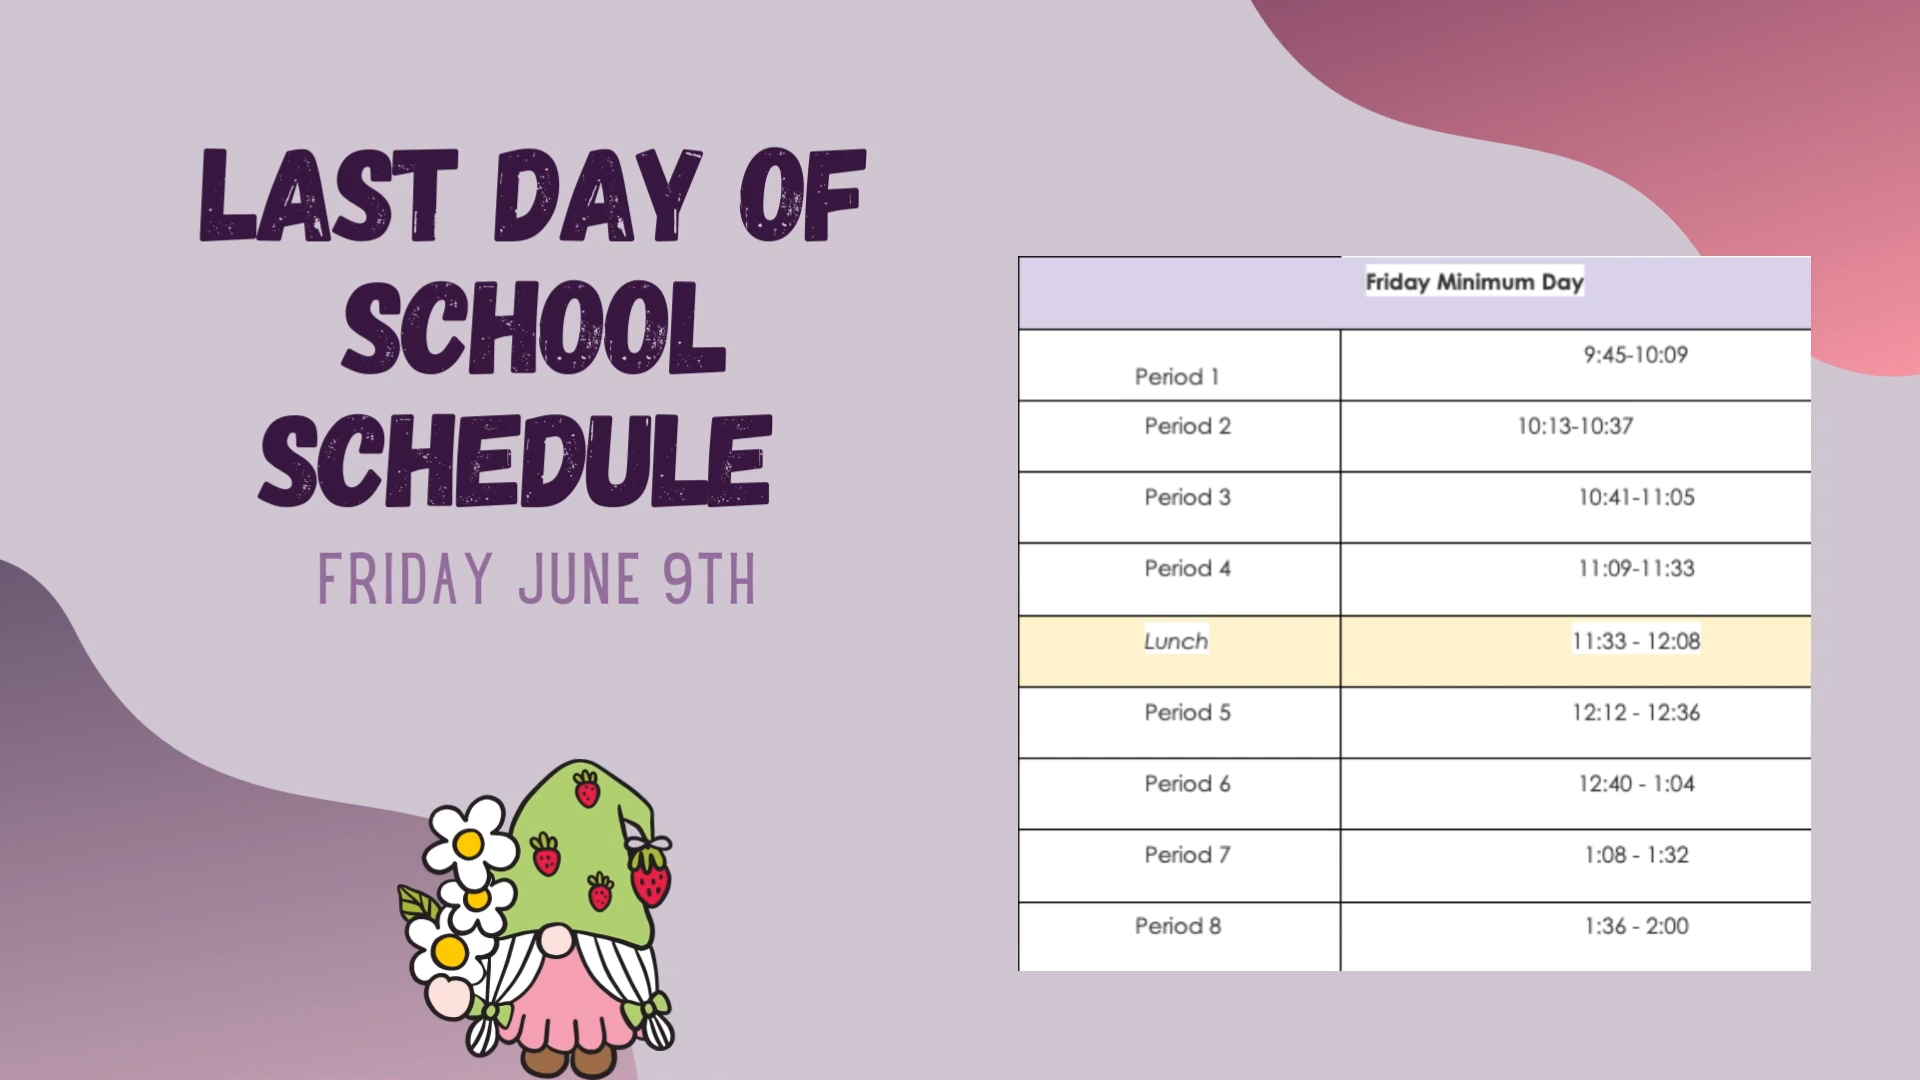 LAST DAY OF
SCHOOL
SCHEDULE
FRIDAY JUNE 9TH
Friday Minimum Day
Period 1 9:45-10:09
Period 2 10:13-10:37
Period 3 10:41-11:05
Period 4 11:09-11:33
Lunch 11:33 - 12:08
Period 5 12:12 - 12:36
Period 6 12:40 - 1:04
Period 7 1:08 - 1:32
Period 8 1:36 - 2:00